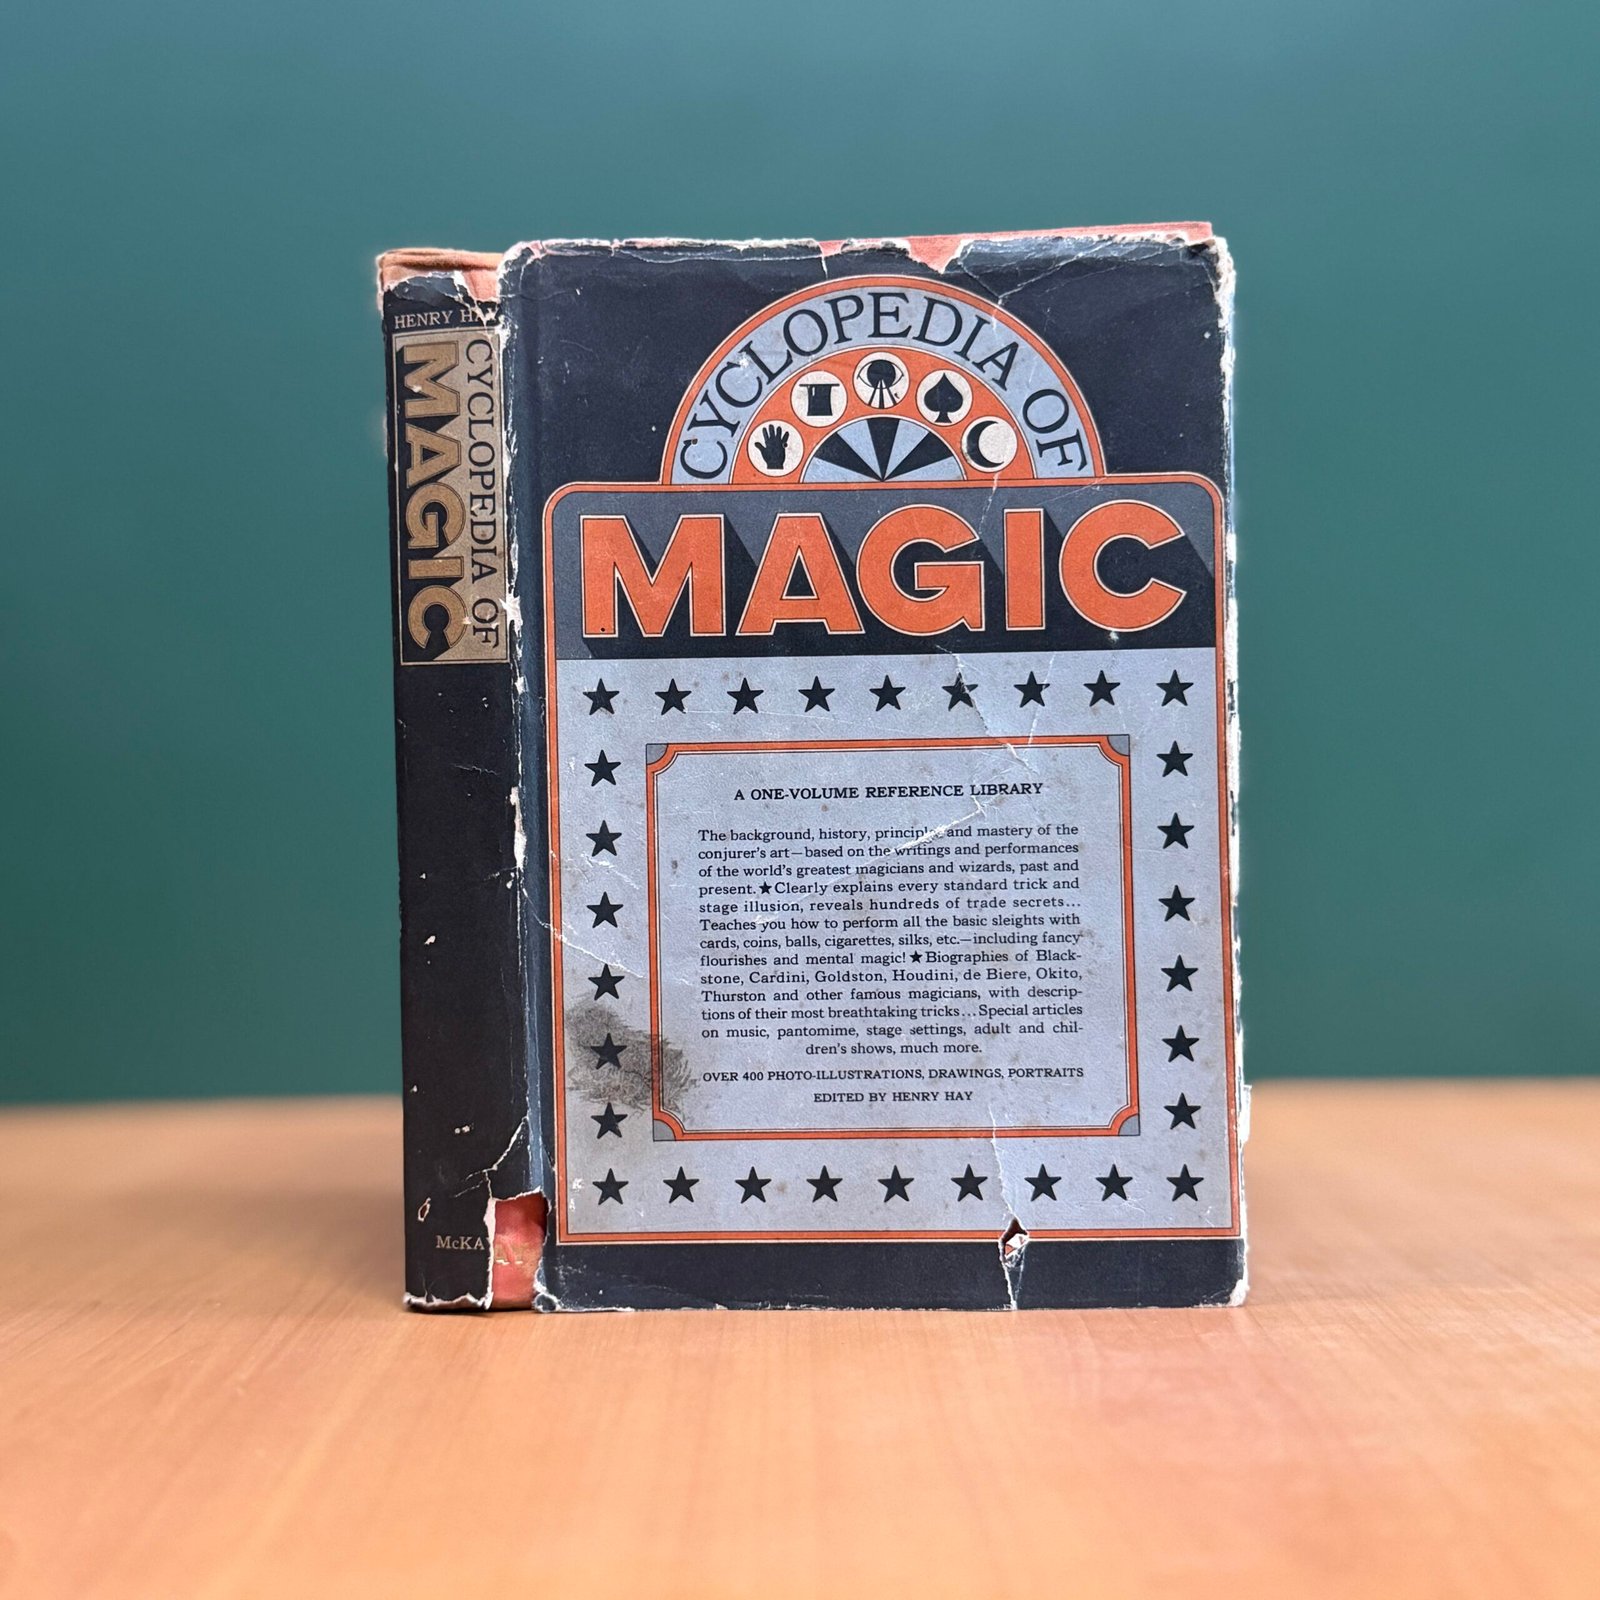 HENRY HAY
CYCLOPEDIA OF
MAGIC
McKA
CYCLOPEDIA OF
MAGIC
A ONE-VOLUME REFERENCE LIBRARY
The background, history, principles and mastery of the
conjurer's art—based on the writings and performances
of the world's greatest magicians and wizards, past and
present. ★ Clearly explains every standard trick and
stage illusion, reveals hundreds of trade secrets...
Teaches you how to perform all the basic sleights with
cards, coins, balls, cigarettes, silks, etc.—including fancy
flourishes and mental magic! ★ Biographies of Black-
stone, Cardini, Goldston, Houdini, de Biere, Okito,
Thurston and other famous magicians, with descrip-
tions of their most breathtaking tricks... Special articles
on music, pantomime, stage settings, adult and chil-
dren's shows, much more.
OVER 400 PHOTO-ILLUSTRATIONS, DRAWINGS, PORTRAITS
EDITED BY HENRY HAY